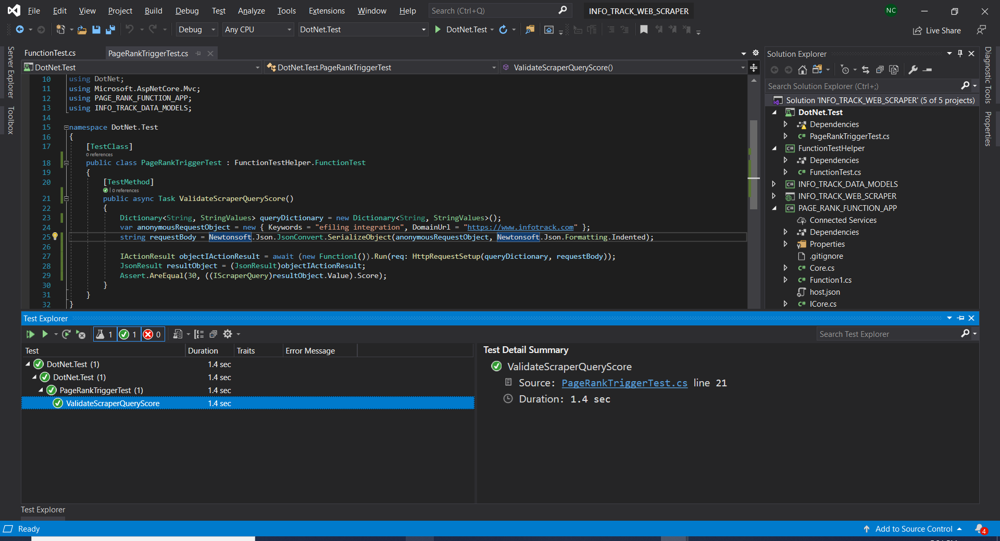 File Edit View Project Build Debug Test Analyze Tools Extensions Window Help Search (Ctrl+Q) INFO_TRACK_WEB_SCRAPER NC
Debug Any CPU DotNet.Test DotNet.Test Live Share
Server Explorer
Toolbox
FunctionTest.cs PageRankTriggerTest.cs
DotNet.Test DotNet.Test.PageRankTriggerTest ValidateScraperQueryScore()
10 using DotNet;
11 using Microsoft.AspNetCore.Mvc;
12 using PAGE_RANK_FUNCTION_APP;
13 using INFO_TRACK_DATA_MODELS;
14
15 namespace DotNet.Test
16 {
17 [TestClass]
0 references
18 public class PageRankTriggerTest : FunctionTestHelper.FunctionTest
19 {
20 [TestMethod]
| 0 references
21 public async Task ValidateScraperQueryScore()
22 {
23 Dictionary<String, StringValues> queryDictionary = new Dictionary<String, StringValues>();
24 var anonymousRequestObject = new { Keywords = "efiling integration", DomainUrl = "https://www.infotrack.com" };
25 string requestBody = Newtonsoft.Json.JsonConvert.SerializeObject(anonymousRequestObject, Newtonsoft.Json.Formatting.Indented);
26
27 IActionResult objectIActionResult = await (new Function1()).Run(req: HttpRequestSetup(queryDictionary, requestBody));
28 JsonResult resultObject = (JsonResult)objectIActionResult;
29 Assert.AreEqual(30, ((IScraperQuery)resultObject.Value).Score);
30 }
31 }
32 }
Solution Explorer
Search Solution Explorer (Ctrl+;)
Solution 'INFO_TRACK_WEB_SCRAPER' (5 of 5 projects)
DotNet.Test
Dependencies
C# PageRankTriggerTest.cs
C# FunctionTestHelper
Dependencies
C# FunctionTest.cs
C# INFO_TRACK_DATA_MODELS
INFO_TRACK_WEB_SCRAPER
C# PAGE_RANK_FUNCTION_APP
Connected Services
Dependencies
Properties
.gitignore
C# Core.cs
C# Function1.cs
host.json
C# ICore.cs
Diagnostic Tools
Properties
Test Explorer
1 1 0 Search Test Explorer
Test Duration Traits Error Message
DotNet.Test (1) 1.4 sec
DotNet.Test (1) 1.4 sec
PageRankTriggerTest (1) 1.4 sec
ValidateScraperQueryScore 1.4 sec
Test Detail Summary
ValidateScraperQueryScore
Source: PageRankTriggerTest.cs line 21
Duration: 1.4 sec
Test Explorer
Ready Add to Source Control 4